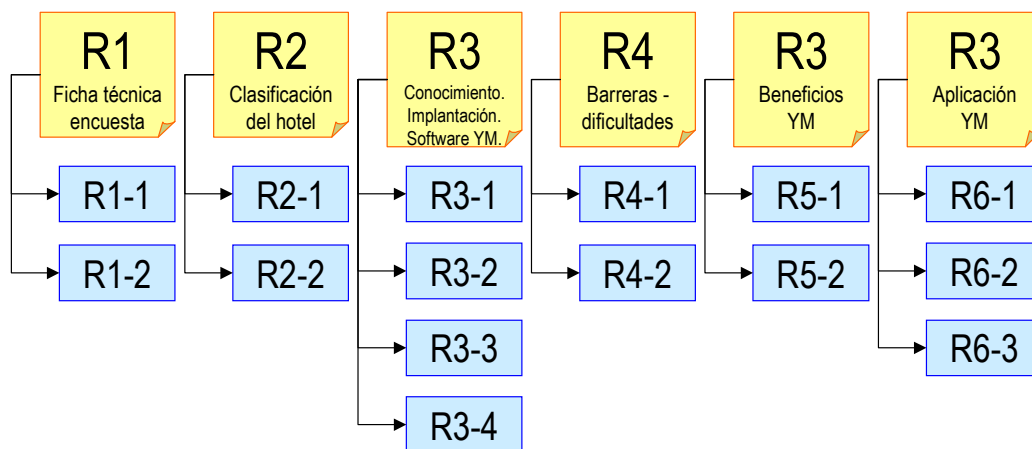 R1
Ficha técnica
encuesta
R1-1
R1-2
R2
Clasificación
del hotel
R2-1
R2-2
R3
Conocimiento.
Implantación.
Software YM.
R3-1
R3-2
R3-3
R3-4
R4
Barreras -
dificultades
R4-1
R4-2
R3
Beneficios
YM
R5-1
R5-2
R3
Aplicación
YM
R6-1
R6-2
R6-3